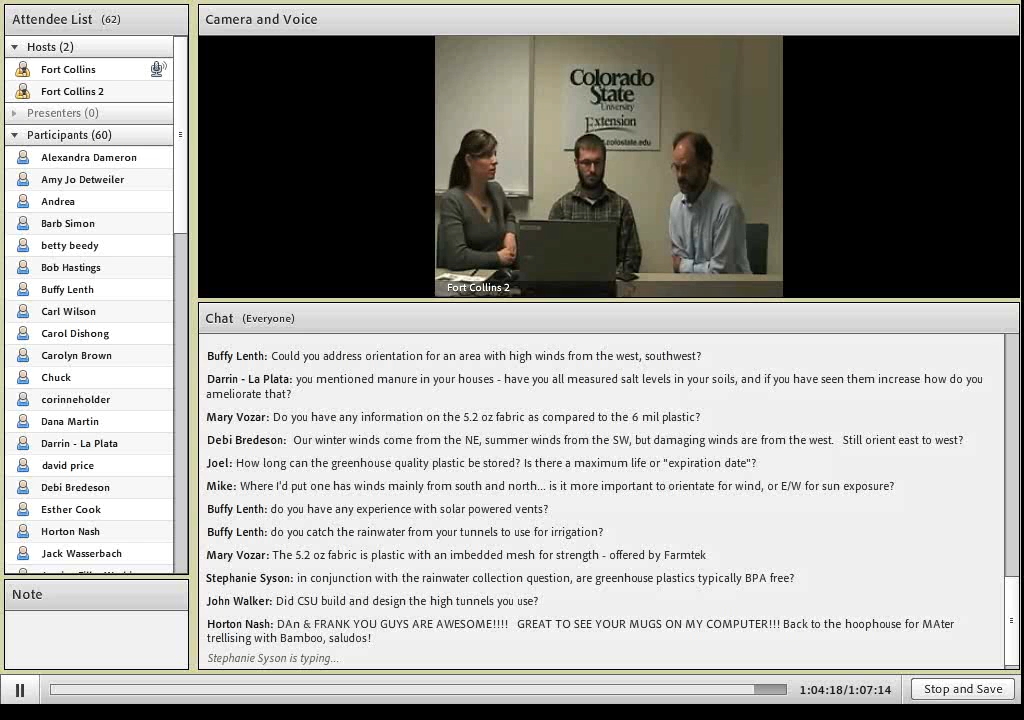 Attendee List (62)
Hosts (2)
Fort Collins
Fort Collins 2
Presenters (0)
Participants (60)
Alexandra Dameron
Amy Jo Detweiler
Andrea
Barb Simon
betty beedy
Bob Hastings
Buffy Lenth
Carl Wilson
Carol Dishong
Carolyn Brown
Chuck
corinneholder
Dana Martin
Darrin - La Plata
david price
Debi Bredeson
Esther Cook
Horton Nash
Jack Wasserbach
Note
Camera and Voice
Colorado
State
University
Extension
.colostate.edu
Fort Collins 2
Chat (Everyone)
Buffy Lenth: Could you address orientation for an area with high winds from the west, southwest?
Darrin - La Plata: you mentioned manure in your houses - have you all measured salt levels in your soils, and if you have seen them increase how do you
ameliorate that?
Mary Vozar: Do you have any information on the 5.2 oz fabric as compared to the 6 mil plastic?
Debi Bredeson: Our winter winds come from the NE, summer winds from the SW, but damaging winds are from the west. Still orient east to west?
Joel: How long can the greenhouse quality plastic be stored? Is there a maximum life or "expiration date"?
Mike: Where I'd put one has winds mainly from south and north... is it more important to orientate for wind, or E/W for sun exposure?
Buffy Lenth: do you have any experience with solar powered vents?
Buffy Lenth: do you catch the rainwater from your tunnels to use for irrigation?
Mary Vozar: The 5.2 oz fabric is plastic with an imbedded mesh for strength - offered by Farmtek
Stephanie Syson: in conjunction with the rainwater collection question, are greenhouse plastics typically BPA free?
John Walker: Did CSU build and design the high tunnels you use?
Horton Nash: DAn & FRANK YOU GUYS ARE AWESOME!!!! GREAT TO SEE YOUR MUGS ON MY COMPUTER!!! Back to the hoophouse for MAter
trellising with Bamboo, saludos!
Stephanie Syson is typing...
1:04:18/1:07:14
Stop and Save